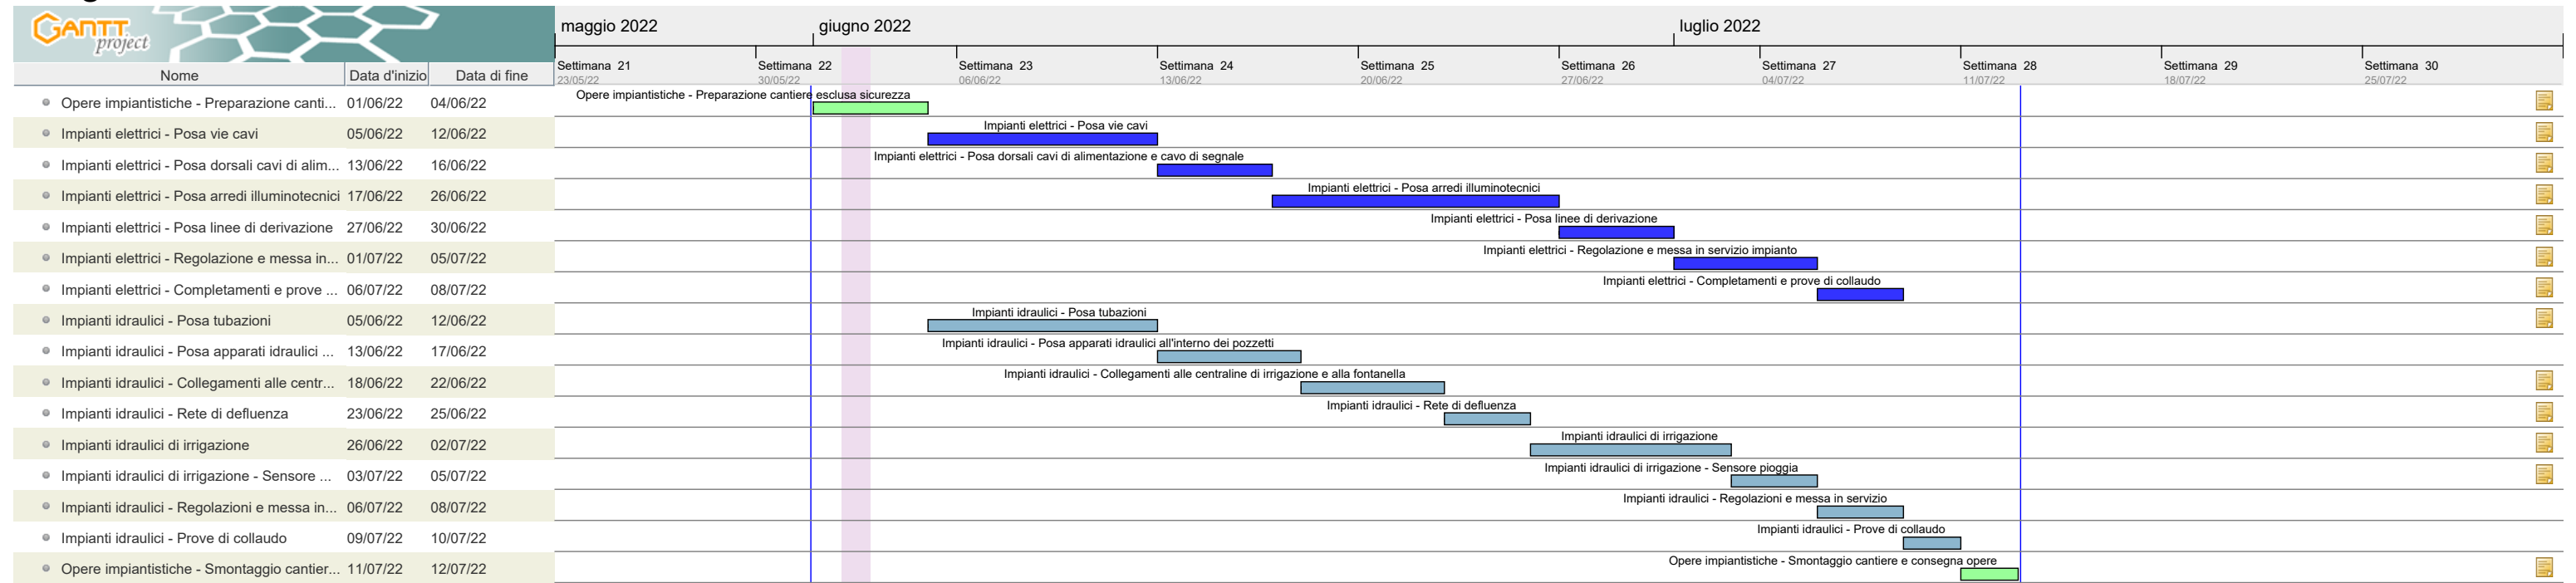 GANTT
project
maggio 2022 giugno 2022 luglio 2022
Settimana 21 Settimana 22 Settimana 23 Settimana 24 Settimana 25 Settimana 26 Settimana 27 Settimana 28 Settimana 29 Settimana 30
Nome Data d'inizio Data di fine 23/05/22 30/05/22 06/06/22 13/06/22 20/06/22 27/06/22 04/07/22 11/07/22 18/07/22 25/07/22
Opere impiantistiche - Preparazione canti... 01/06/22 04/06/22 Opere impiantistiche - Preparazione cantiere esclusa sicurezza
Impianti elettrici - Posa vie cavi 05/06/22 12/06/22 Impianti elettrici - Posa vie cavi
Impianti elettrici - Posa dorsali cavi di alim... 13/06/22 16/06/22 Impianti elettrici - Posa dorsali cavi di alimentazione e cavo di segnale
Impianti elettrici - Posa arredi illuminotecnici 17/06/22 26/06/22 Impianti elettrici - Posa arredi illuminotecnici
Impianti elettrici - Posa linee di derivazione 27/06/22 30/06/22 Impianti elettrici - Posa linee di derivazione
Impianti elettrici - Regolazione e messa in... 01/07/22 05/07/22 Impianti elettrici - Regolazione e messa in servizio impianto
Impianti elettrici - Completamenti e prove ... 06/07/22 08/07/22 Impianti elettrici - Completamenti e prove di collaudo
Impianti idraulici - Posa tubazioni 05/06/22 12/06/22 Impianti idraulici - Posa tubazioni
Impianti idraulici - Posa apparati idraulici ... 13/06/22 17/06/22 Impianti idraulici - Posa apparati idraulici all'interno dei pozzetti
Impianti idraulici - Collegamenti alle centr... 18/06/22 22/06/22 Impianti idraulici - Collegamenti alle centraline di irrigazione e alla fontanella
Impianti idraulici - Rete di defluenza 23/06/22 25/06/22 Impianti idraulici - Rete di defluenza
Impianti idraulici di irrigazione 26/06/22 02/07/22 Impianti idraulici di irrigazione
Impianti idraulici di irrigazione - Sensore ... 03/07/22 05/07/22 Impianti idraulici di irrigazione - Sensore pioggia
Impianti idraulici - Regolazioni e messa in... 06/07/22 08/07/22 Impianti idraulici - Regolazioni e messa in servizio
Impianti idraulici - Prove di collaudo 09/07/22 10/07/22 Impianti idraulici - Prove di collaudo
Opere impiantistiche - Smontaggio cantier... 11/07/22 12/07/22 Opere impiantistiche - Smontaggio cantiere e consegna opere